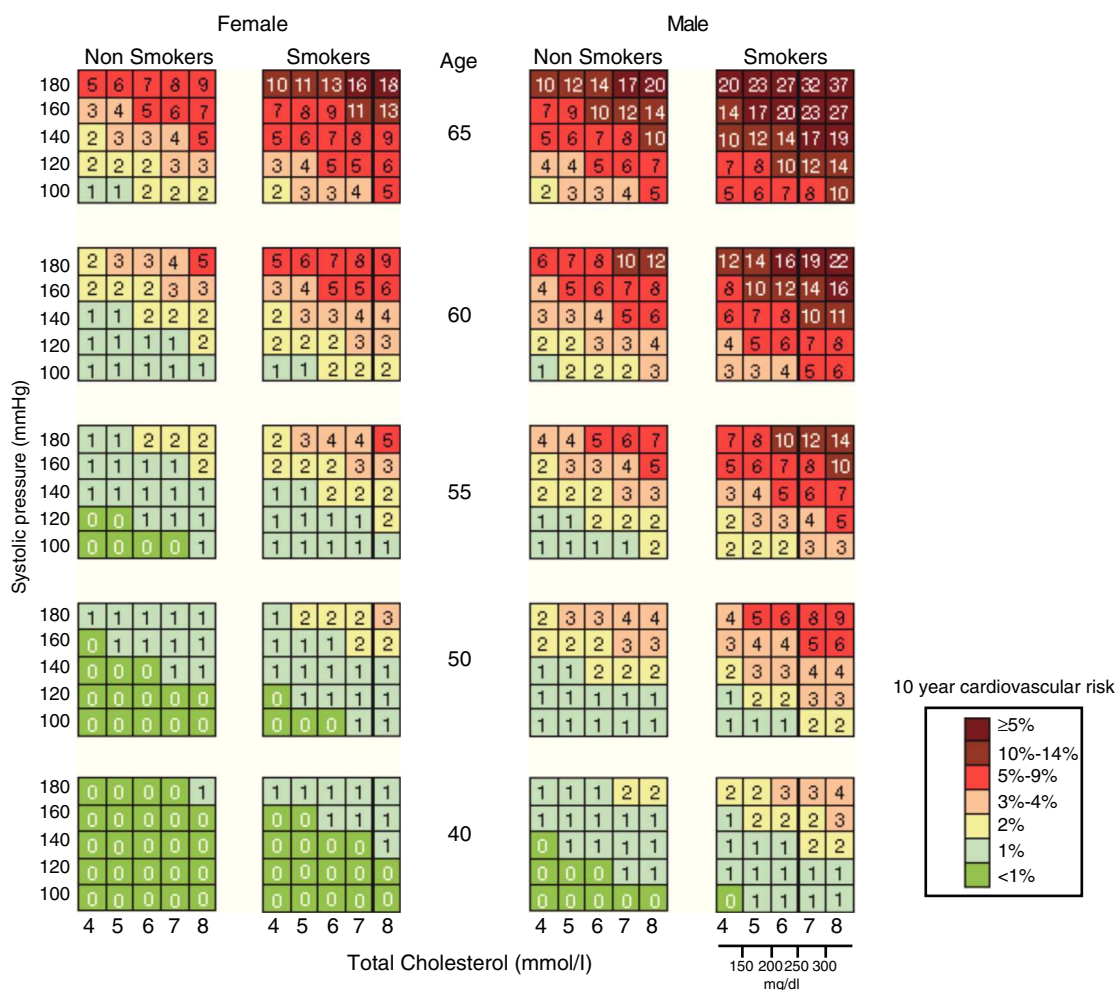 Female Male
Non Smokers Smokers Age Non Smokers Smokers
180 5 6 7 8 9 10 11 13 16 18 10 12 14 17 20 20 23 27 32 37
160 3 4 5 6 7 7 8 9 11 13 7 9 10 12 14 14 17 20 23 27
140 2 3 3 4 5 5 6 7 8 9 65 5 6 7 8 10 10 12 14 17 19
120 2 2 2 3 3 3 4 5 5 6 4 4 5 6 7 7 8 10 12 14
100 1 1 2 2 2 2 3 3 4 5 2 3 3 4 5 5 6 7 8 10
180 2 3 3 4 5 5 6 7 8 9 6 7 8 10 12 12 14 16 19 22
160 2 2 2 3 3 3 4 5 5 6 4 5 6 7 8 8 10 12 14 16
140 1 1 2 2 2 2 3 3 4 4 60 3 3 4 5 6 6 7 8 10 11
120 1 1 1 1 2 2 2 2 3 3 2 2 3 3 4 4 5 6 7 8
100 1 1 1 1 1 1 1 2 2 2 1 2 2 2 3 3 3 4 5 6
180 1 1 2 2 2 2 3 4 4 5 4 4 5 6 7 7 8 10 12 14
160 1 1 1 1 2 2 2 2 3 3 2 3 3 4 5 5 6 7 8 10
140 1 1 1 1 1 1 1 2 2 2 55 2 2 2 3 3 3 4 5 6 7
120 0 0 1 1 1 1 1 1 1 2 1 1 2 2 2 2 3 3 4 5
100 0 0 0 0 1 1 1 1 1 1 1 1 1 1 2 2 2 2 3 3
Systolic pressure (mmHg)
180 1 1 1 1 1 1 2 2 2 3 2 3 3 4 4 4 5 6 8 9
160 0 1 1 1 1 1 1 1 2 2 2 2 2 3 3 3 4 4 5 6
140 0 0 0 1 1 1 1 1 1 1 50 1 1 2 2 2 2 3 3 4 4
120 0 0 0 0 0 0 1 1 1 1 1 1 1 1 1 1 2 2 3 3
100 0 0 0 0 0 0 0 0 1 1 1 1 1 1 1 1 1 1 2 2
180 0 0 0 0 1 1 1 1 1 1 1 1 1 2 2 2 2 3 3 4
160 0 0 0 0 0 0 0 1 1 1 1 1 1 1 1 1 2 2 2 3
140 0 0 0 0 0 0 0 0 0 1 40 0 1 1 1 1 1 1 1 2 2
120 0 0 0 0 0 0 0 0 0 0 0 0 0 1 1 1 1 1 1 1
100 0 0 0 0 0 0 0 0 0 0 0 0 0 0 0 0 1 1 1 1
4 5 6 7 8 4 5 6 7 8 4 5 6 7 8 4 5 6 7 8
Total Cholesterol (mmol/l)
150 200 250 300
mg/dl
10 year cardiovascular risk
≥5%
10%-14%
5%-9%
3%-4%
2%
1%
<1%